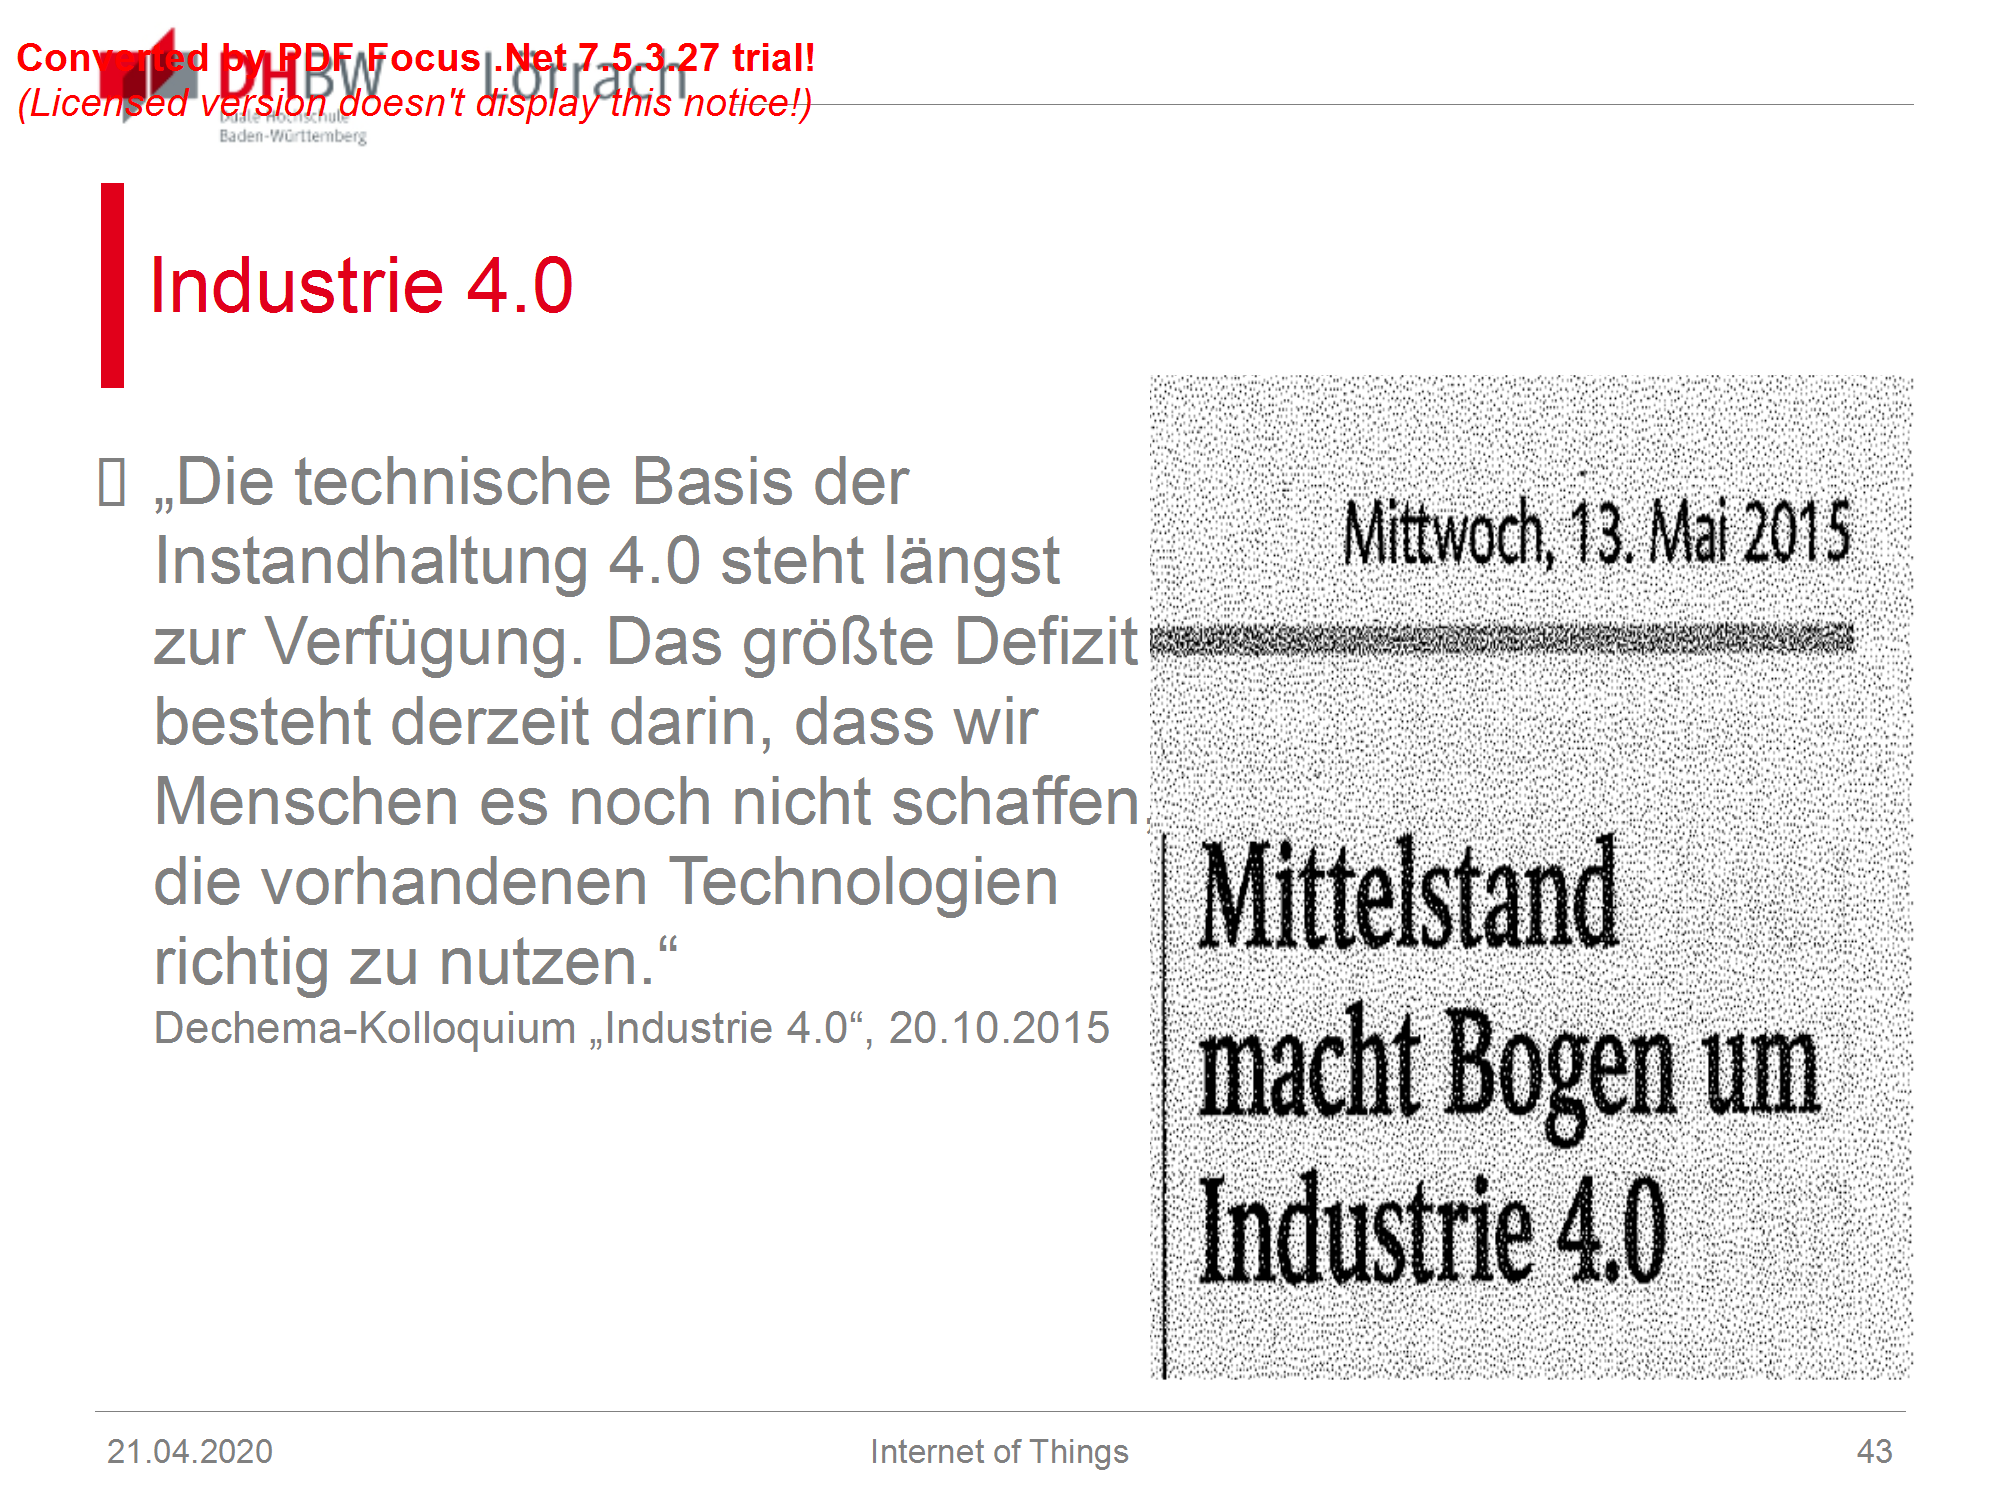 Converted by PDF Focus .Net 7.5.3.27 trial!
(Licensed version doesn't display this notice!)
DHBW Lörrach
Duale Hochschule
Baden-Württemberg
Industrie 4.0
„Die technische Basis der
Instandhaltung 4.0 steht längst
zur Verfügung. Das größte Defizit
besteht derzeit darin, dass wir
Menschen es noch nicht schaffen,
die vorhandenen Technologien
richtig zu nutzen.“
Dechema-Kolloquium „Industrie 4.0“, 20.10.2015
Mittwoch, 13. Mai 2015
Mittelstand
macht Bogen um
Industrie 4.0
21.04.2020
Internet of Things
43